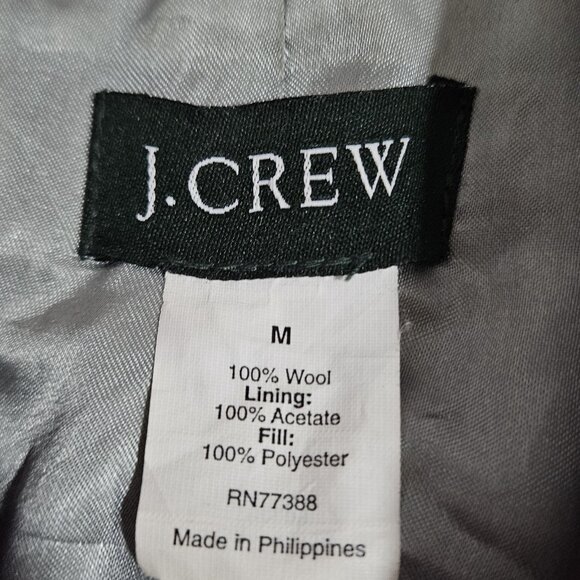 J.CREW
M
100% Wool
Lining:
100% Acetate
Fill:
100% Polyester
RN77388
Made in Philippines